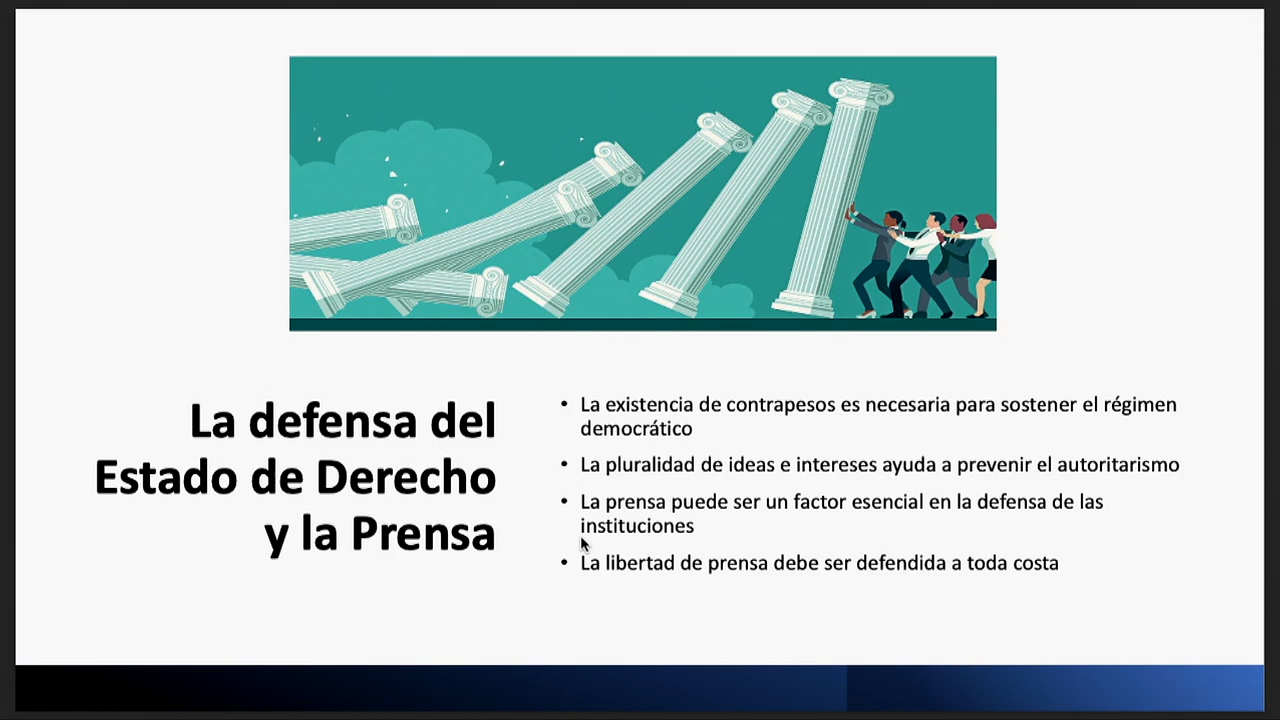 La defensa del
Estado de Derecho
y la Prensa
• La existencia de contrapesos es necesaria para sostener el régimen
democrático
• La pluralidad de ideas e intereses ayuda a prevenir el autoritarismo
• La prensa puede ser un factor esencial en la defensa de las
instituciones
• La libertad de prensa debe ser defendida a toda costa